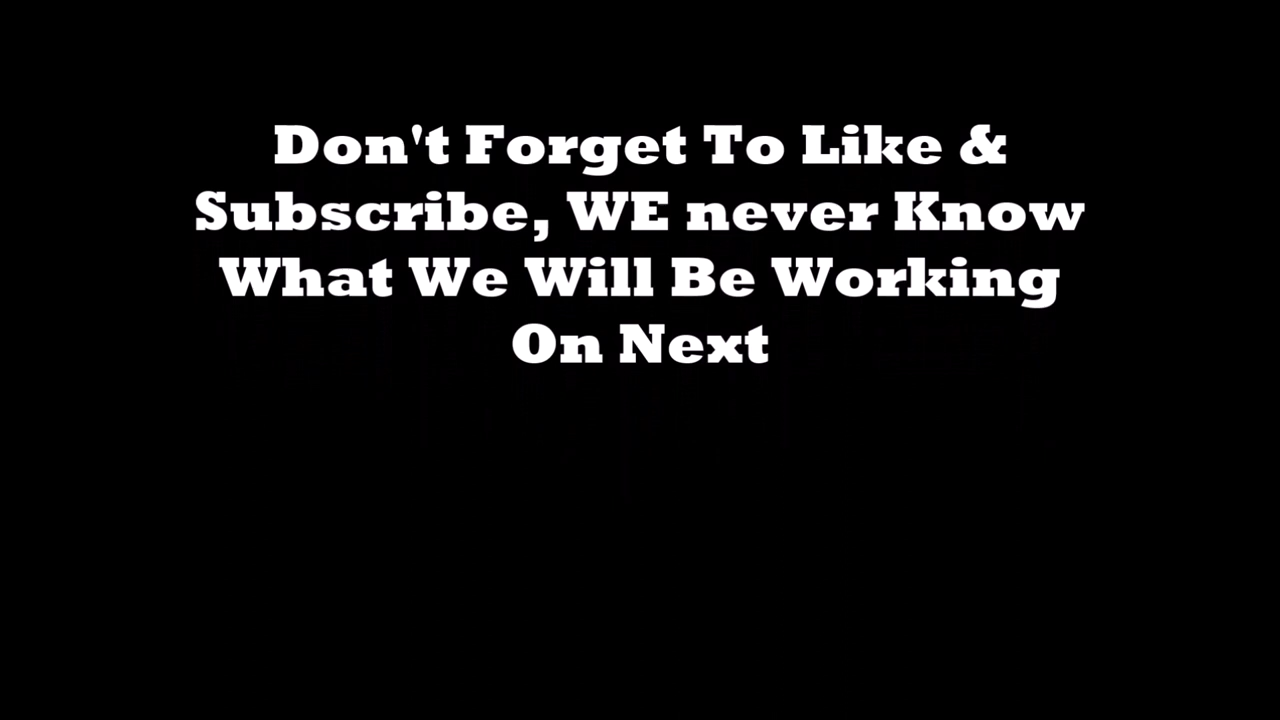 Don't Forget To Like &
Subscribe, WE never Know
What We Will Be Working
On Next